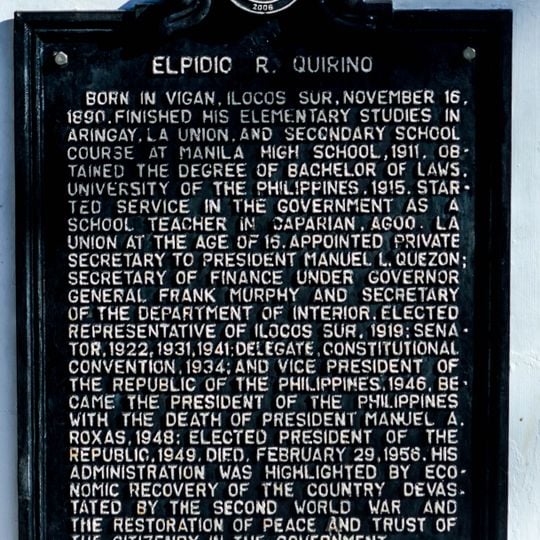 2006
ELPIDIO R. QUIRINO
BORN IN VIGAN, ILOCOS SUR, NOVEMBER 16,
1890. FINISHED HIS ELEMENTARY STUDIES IN
ARINGAY, LA UNION, AND SECONDARY SCHOOL
COURSE AT MANILA HIGH SCHOOL, 1911. OB-
TAINED THE DEGREE OF BACHELOR OF LAWS,
UNIVERSITY OF THE PHILIPPINES, 1915. STAR-
TED SERVICE IN THE GOVERNMENT AS A
SCHOOL TEACHER IN CAPARIAN, AGOO, LA
UNION AT THE AGE OF 16. APPOINTED PRIVATE
SECRETARY TO PRESIDENT MANUEL L. QUEZON;
SECRETARY OF FINANCE UNDER GOVERNOR
GENERAL FRANK MURPHY AND SECRETARY
OF THE DEPARTMENT OF INTERIOR. ELECTED
REPRESENTATIVE OF ILOCOS SUR, 1919; SENA-
TOR, 1922, 1931, 1941; DELEGATE, CONSTITUTIONAL
CONVENTION, 1934; AND VICE PRESIDENT OF
THE REPUBLIC OF THE PHILIPPINES, 1946. BE-
CAME THE PRESIDENT OF THE PHILIPPINES
WITH THE DEATH OF PRESIDENT MANUEL A.
ROXAS, 1948; ELECTED PRESIDENT OF THE
REPUBLIC, 1949. DIED, FEBRUARY 29, 1956. HIS
ADMINISTRATION WAS HIGHLIGHTED BY ECO-
NOMIC RECOVERY OF THE COUNTRY DEVAS-
TATED BY THE SECOND WORLD WAR AND
THE RESTORATION OF PEACE AND TRUST OF
THE CITIZENRY IN THE GOVERNMENT